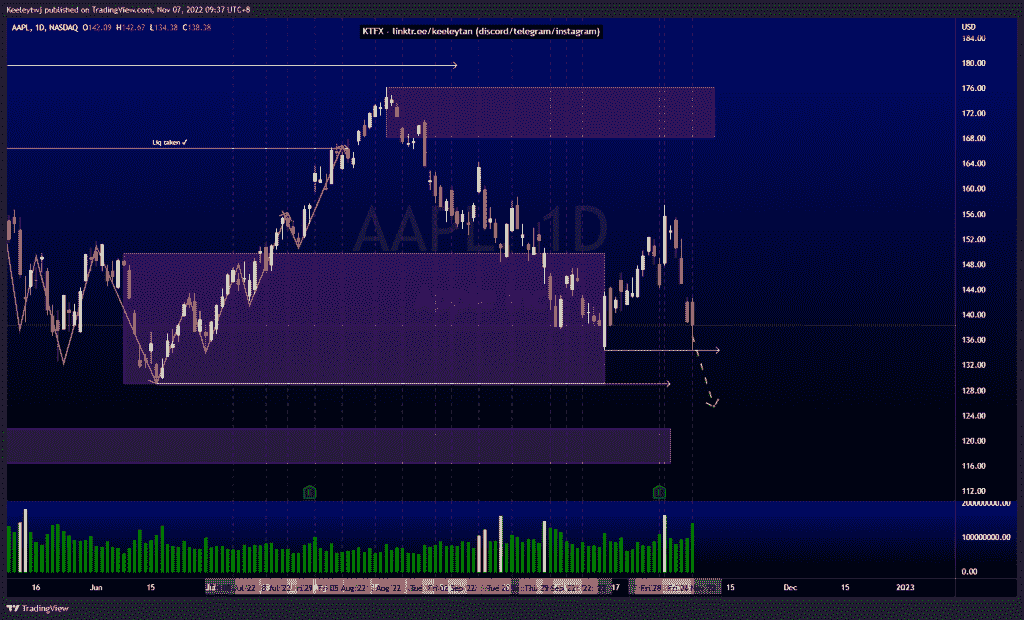 Keeleytwj published on TradingView.com, Nov 07, 2022 09:37 UTC+8
AAPL, 1D, NASDAQ O142.09 H142.67 L134.38 C138.38
KTFX - linktr.ee/keeleytan (discord/telegram/instagram)
USD
184.00
180.00
176.00
172.00
168.00
Liq taken ✓
164.00
160.00
156.00
AAPL, 1D
152.00
148.00
144.00
140.00
136.00
132.00
128.00
124.00
120.00
116.00
112.00
E
E
200000000.00
100000000.00
0.00
16 Jun 15 Jul 17 15 Dec 15 2023
TradingView